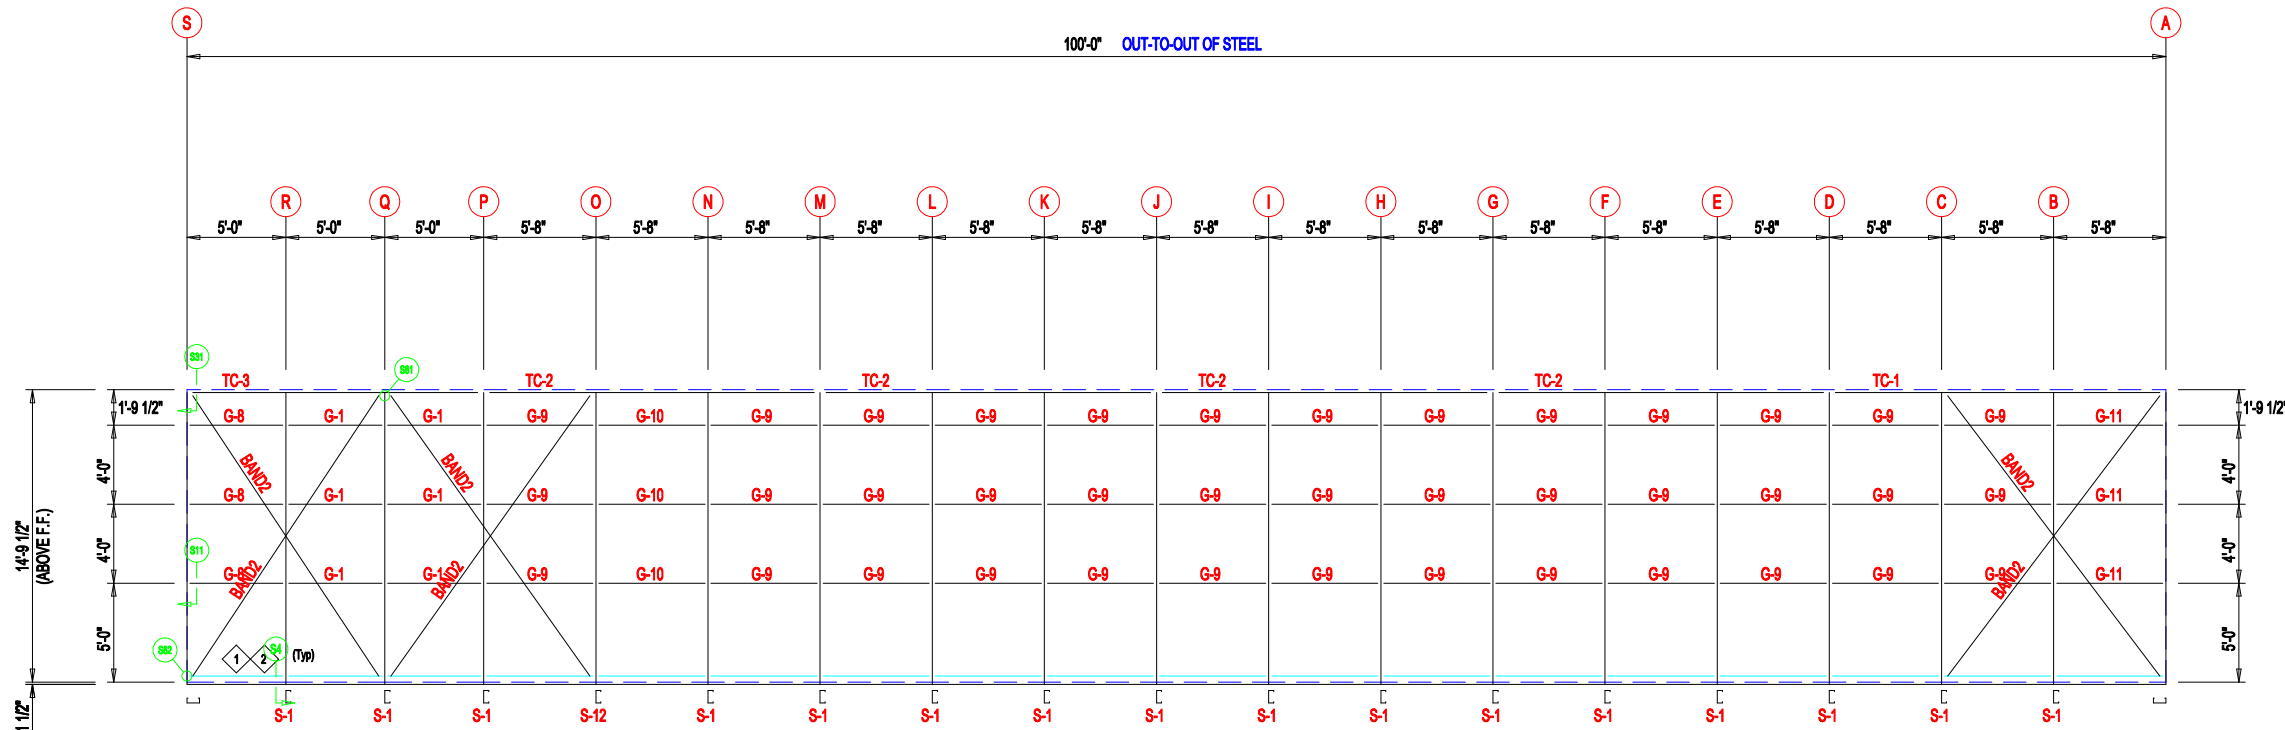 S A
100'-0" OUT-TO-OUT OF STEEL
R Q P O N M L K J I H G F E D C B
5'-0" 5'-0" 5'-0" 5'-8" 5'-8" 5'-8" 5'-8" 5'-8" 5'-8" 5'-8" 5'-8" 5'-8" 5'-8" 5'-8" 5'-8" 5'-8" 5'-8" 5'-8"
S31 S81
TC-3 TC-2 TC-2 TC-2 TC-2 TC-1
1'-9 1/2" G-8 G-1 G-1 G-9 G-10 G-9 G-9 G-9 G-9 G-9 G-9 G-9 G-9 G-9 G-9 G-9 G-9 G-11 1'-9 1/2"
BAND2 BAND2 BAND2
4'-0" 4'-0"
G-8 G-1 G-1 G-9 G-10 G-9 G-9 G-9 G-9 G-9 G-9 G-9 G-9 G-9 G-9 G-9 G-9 G-11
14'-9 1/2"
(ABOVE F.F.)
4'-0" S11 4'-0"
G-8 G-1 G-1 G-9 G-10 G-9 G-9 G-9 G-9 G-9 G-9 G-9 G-9 G-9 G-9 G-9 G-9 G-11
BAND2 BAND2 BAND2
5'-0" 5'-0"
S82 1 2 S4 (Typ)
1 1/2" S-1 S-1 S-1 S-12 S-1 S-1 S-1 S-1 S-1 S-1 S-1 S-1 S-1 S-1 S-1 S-1 S-1